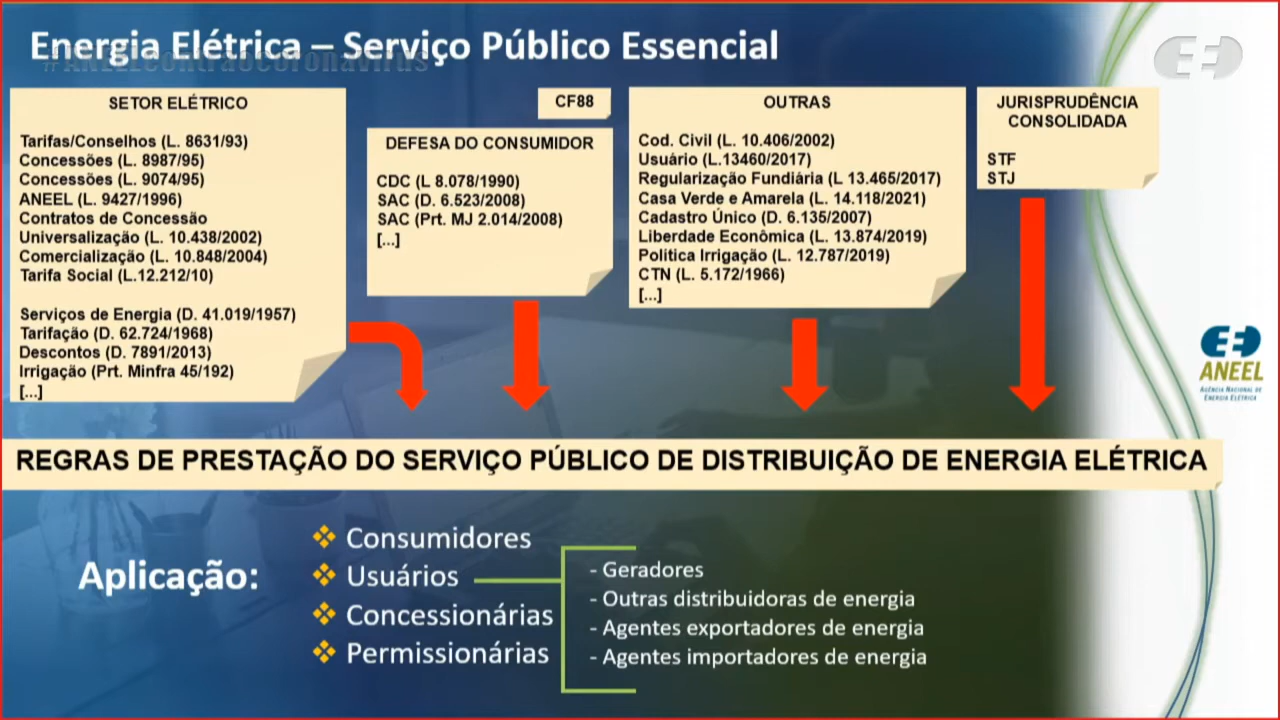 Energia Elétrica – Serviço Público Essencial
#ANEELcontraocoronavírus
SETOR ELÉTRICO
Tarifas/Conselhos (L. 8631/93)
Concessões (L. 8987/95)
Concessões (L. 9074/95)
ANEEL (L. 9427/1996)
Contratos de Concessão
Universalização (L. 10.438/2002)
Comercialização (L. 10.848/2004)
Tarifa Social (L.12.212/10)
Serviços de Energia (D. 41.019/1957)
Tarifação (D. 62.724/1968)
Descontos (D. 7891/2013)
Irrigação (Prt. Minfra 45/192)
[...]
CF88
DEFESA DO CONSUMIDOR
CDC (L 8.078/1990)
SAC (D. 6.523/2008)
SAC (Prt. MJ 2.014/2008)
[...]
OUTRAS
Cod. Civil (L. 10.406/2002)
Usuário (L.13460/2017)
Regularização Fundiária (L 13.465/2017)
Casa Verde e Amarela (L. 14.118/2021)
Cadastro Único (D. 6.135/2007)
Liberdade Econômica (L. 13.874/2019)
Politica Irrigação (L. 12.787/2019)
CTN (L. 5.172/1966)
[...]
JURISPRUDÊNCIA
CONSOLIDADA
STF
STJ
ANEEL
AGÊNCIA NACIONAL DE
ENERGIA ELÉTRICA
REGRAS DE PRESTAÇÃO DO SERVIÇO PÚBLICO DE DISTRIBUIÇÃO DE ENERGIA ELÉTRICA
Aplicação:
Consumidores
Usuários
Concessionárias
Permissionárias
- Geradores
- Outras distribuidoras de energia
- Agentes exportadores de energia
- Agentes importadores de energia